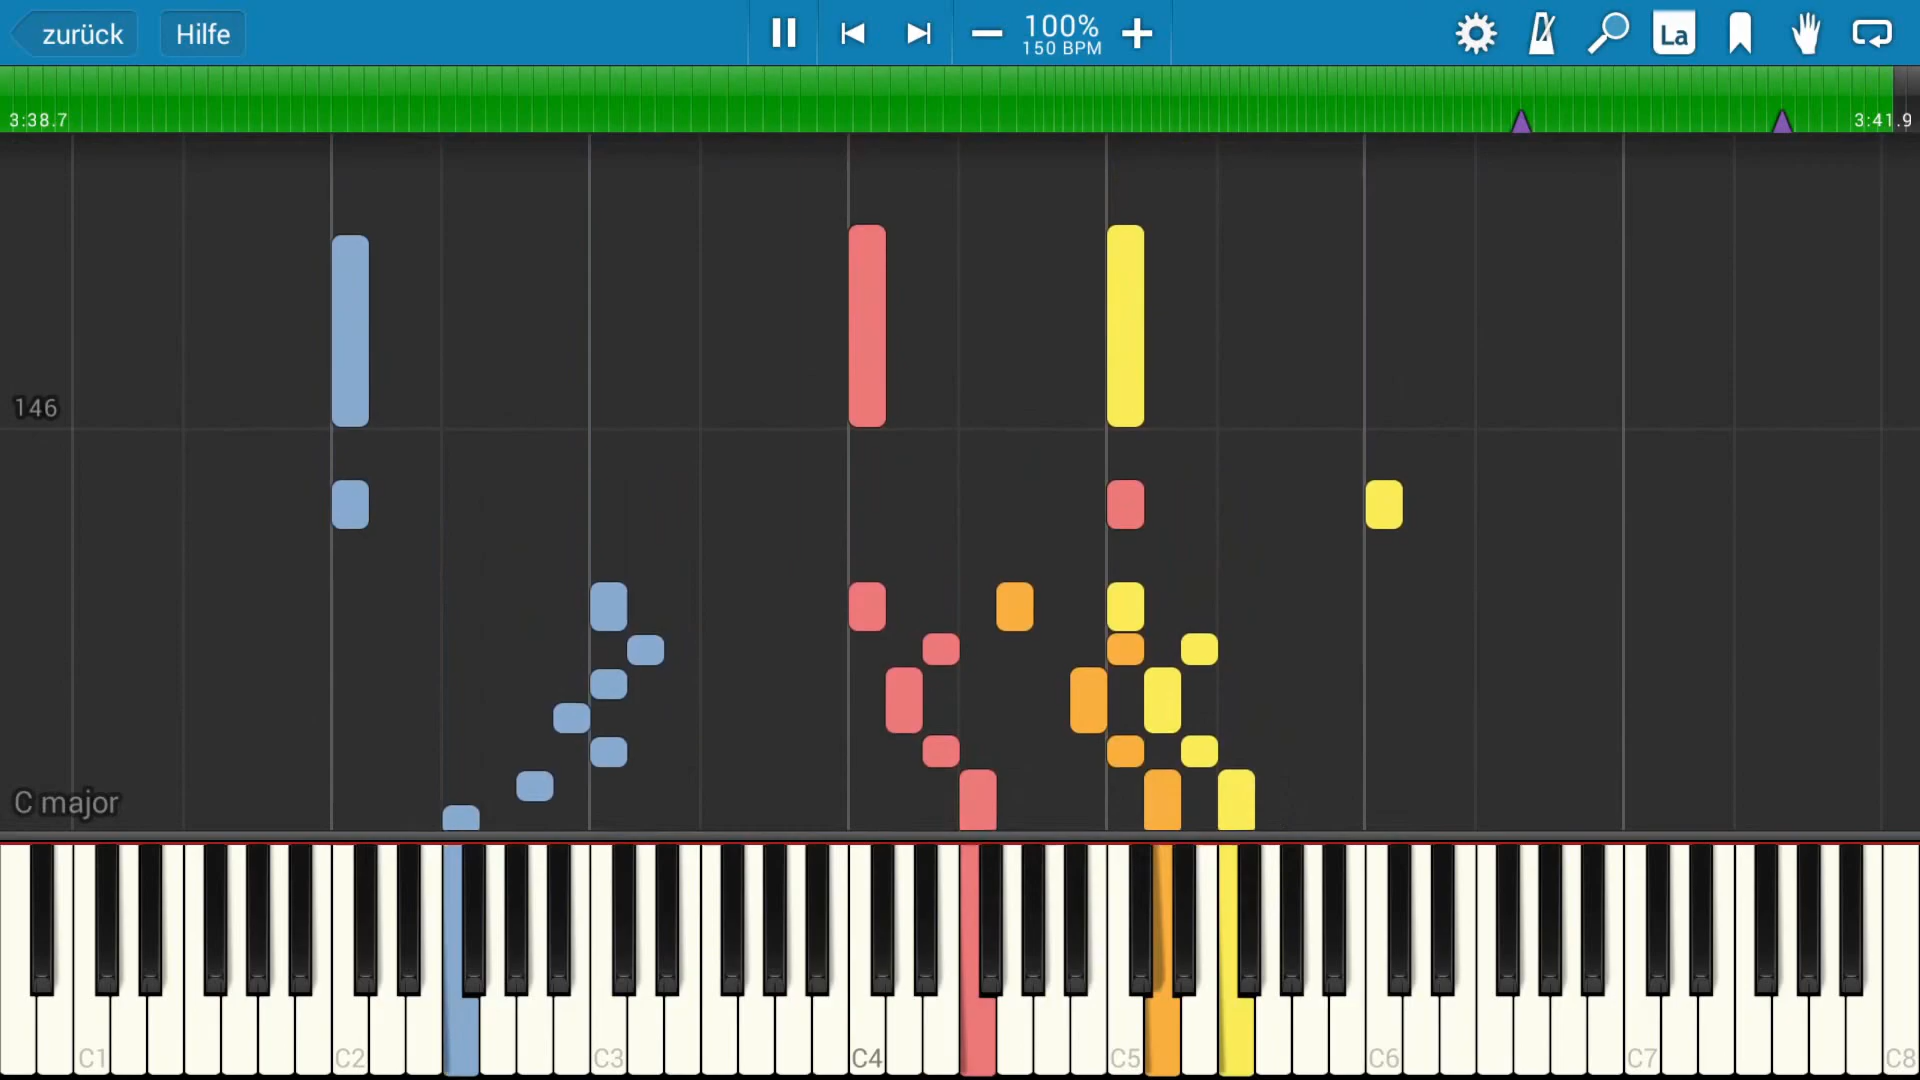 zurück
Hilfe
100%
150 BPM
La
3:38.7
3:41.9
146
C major
C1
C2
C3
C4
C5
C6
C7
C8